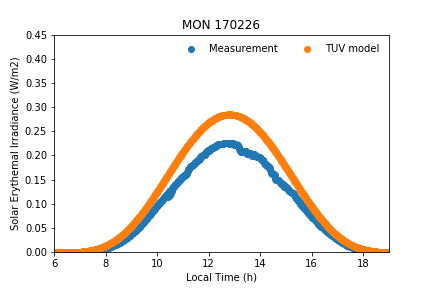 MON 170226
Measurement
TUV model
Solar Erythemal Irradiance (W/m2)
0.45
0.40
0.35
0.30
0.25
0.20
0.15
0.10
0.05
0.00
6 8 10 12 14 16 18
Local Time (h)